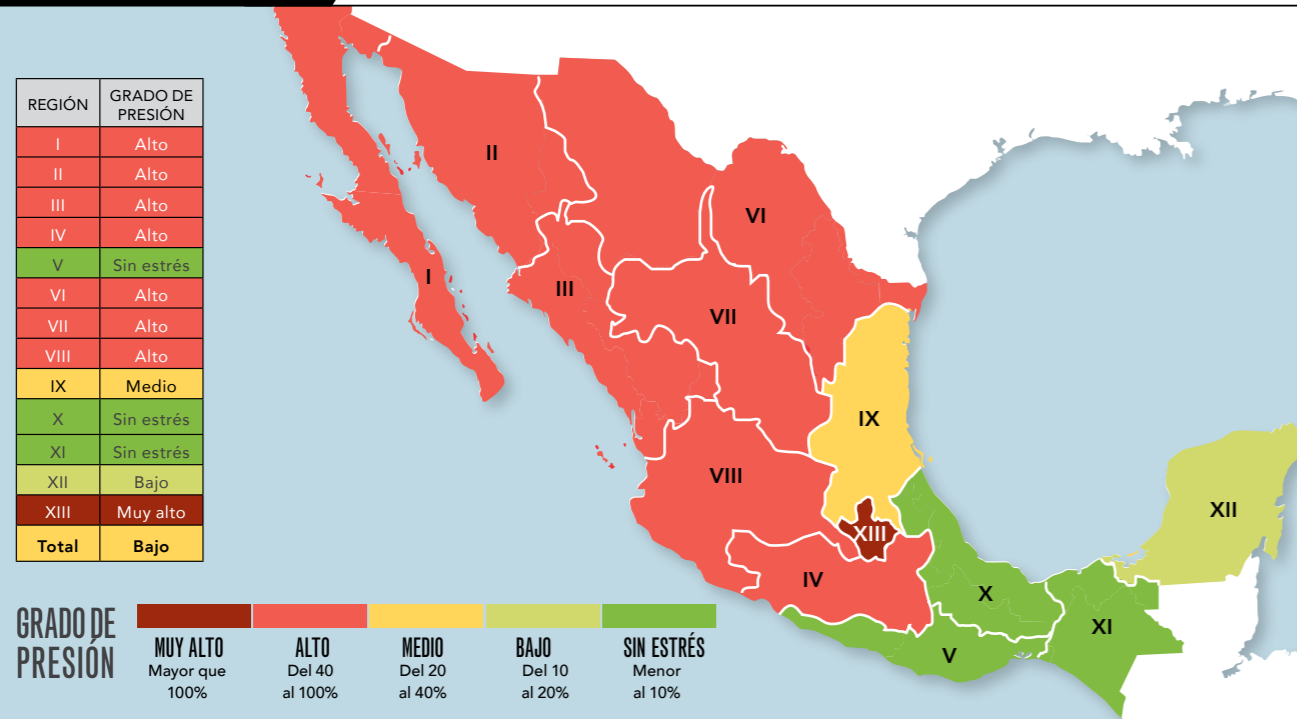 REGIÓN GRADO DE PRESIÓN
I Alto
II Alto
III Alto
IV Alto
V Sin estrés
VI Alto
VII Alto
VIII Alto
IX Medio
X Sin estrés
XI Sin estrés
XII Bajo
XIII Muy alto
Total Bajo
II
VI
I
III
VII
IX
VIII
XII
XIII
IV
X
XI
V
GRADO DE
PRESIÓN
MUY ALTO
Mayor que
100%
ALTO
Del 40
al 100%
MEDIO
Del 20
al 40%
BAJO
Del 10
al 20%
SIN ESTRÉS
Menor
al 10%